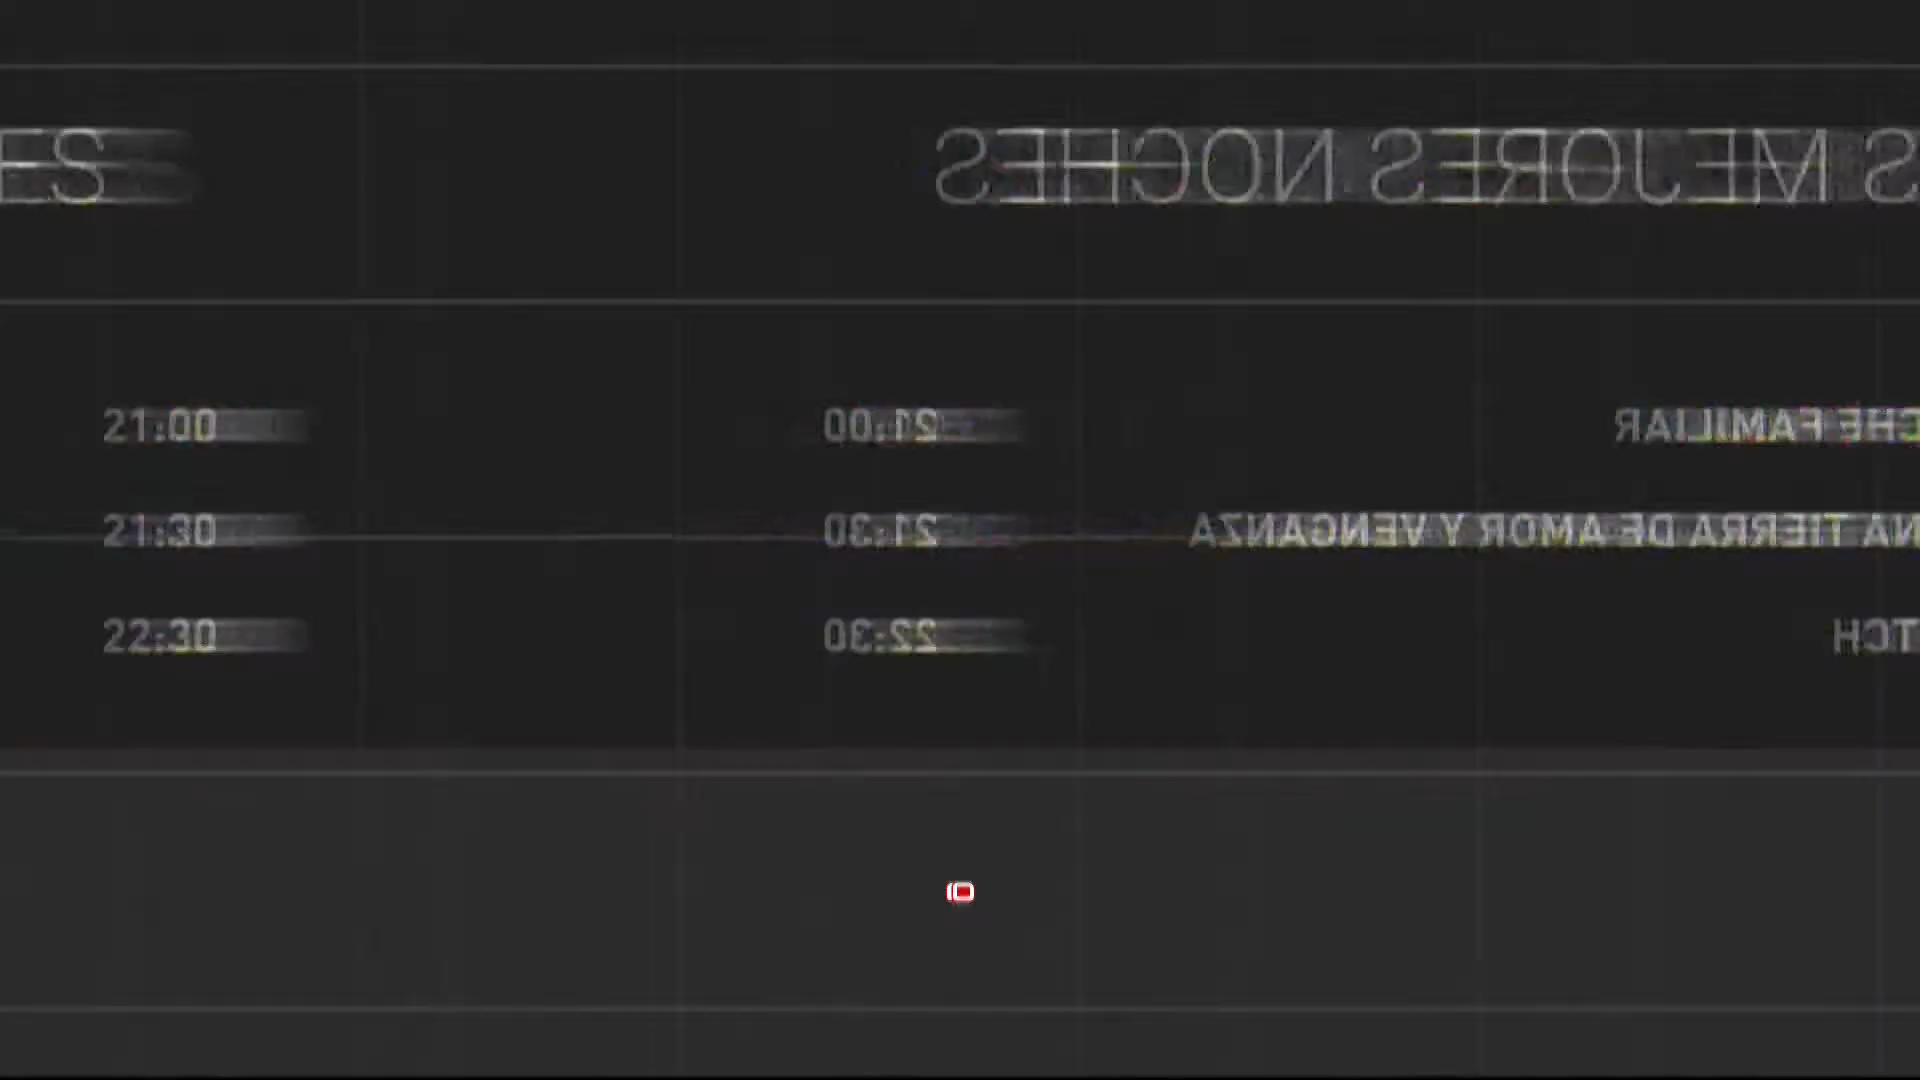 ES S MEJORES NOCHES
21:00 21:00 CHE FAMILIAR
21:30 21:30 NA TIERRA DE AMOR Y VENGANZA
22:30 22:30 TCH